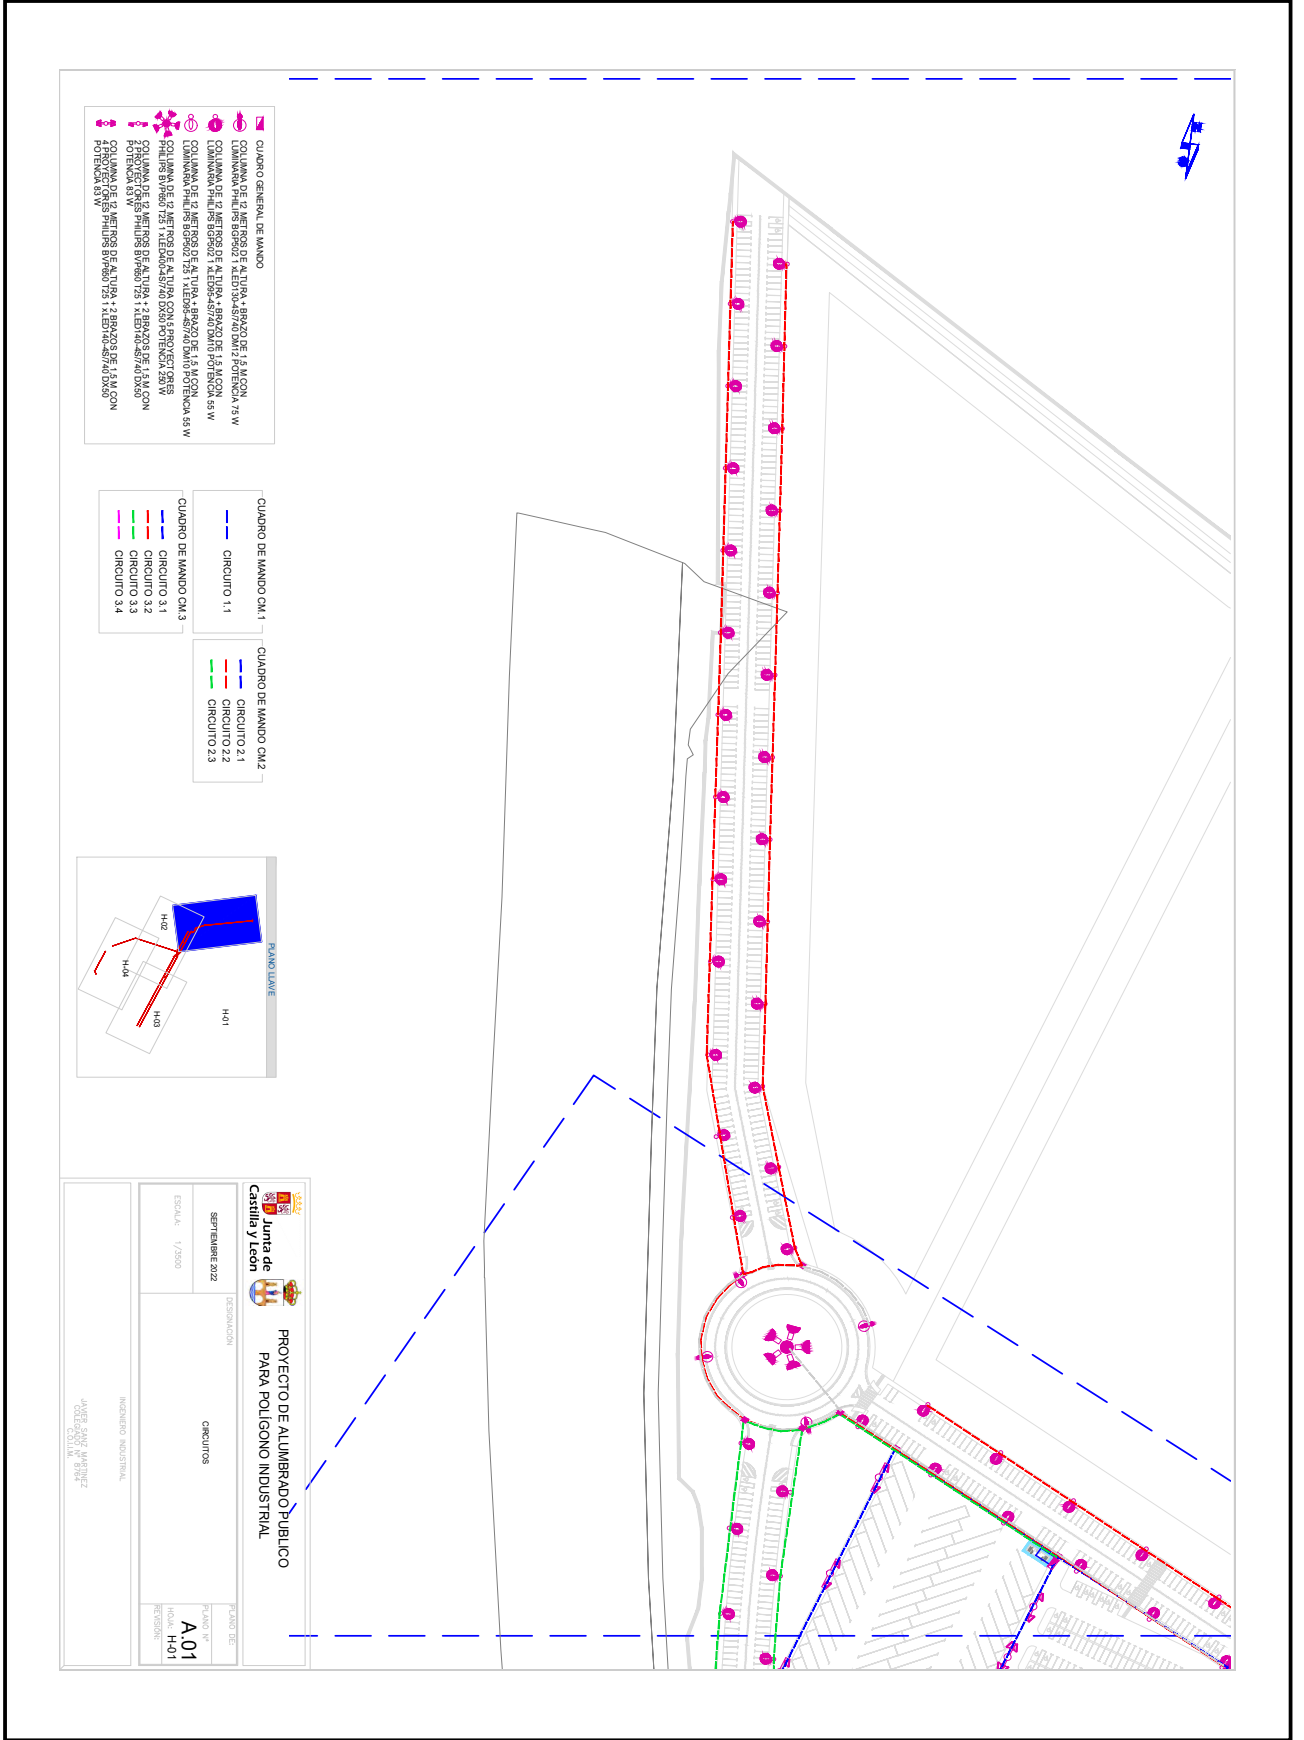 CUADRO GENERAL DE MANDO
COLUMNA DE 12 METROS DE ALTURA + BRAZO DE 1,5 M CON
LUMINARIA PHILIPS BGP502 1 xLED130-4S/740 DM12 POTENCIA 75 W
COLUMNA DE 12 METROS DE ALTURA + BRAZO DE 1,5 M CON
LUMINARIA PHILIPS BGP502 1 xLED95-4S/740 DM10 POTENCIA 55 W
COLUMNA DE 12 METROS DE ALTURA + BRAZO DE 1,5 M CON
LUMINARIA PHILIPS BGP502 T25 1 xLED95-4S/740 DM10 POTENCIA 55 W
COLUMNA DE 12 METROS DE ALTURA CON 5 PROYECTORES
PHILIPS BVP650 T25 1 xLED400-4S/740 DX50 POTENCIA 250 W
COLUMNA DE 12 METROS DE ALTURA + 2 BRAZOS DE 1,5 M CON
2 PROYECTORES PHILIPS BVP650 T25 1 xLED140-4S/740 DX50
POTENCIA 83 W
COLUMNA DE 12 METROS DE ALTURA + 2 BRAZOS DE 1,5 M CON
4 PROYECTORES PHILIPS BVP650 T25 1 xLED140-4S/740 DX50
POTENCIA 83 W
CUADRO DE MANDO CM.1
CIRCUITO 1.1
CUADRO DE MANDO CM.2
CIRCUITO 2.1
CIRCUITO 2.2
CIRCUITO 2.3
CUADRO DE MANDO CM.3
CIRCUITO 3.1
CIRCUITO 3.2
CIRCUITO 3.3
CIRCUITO 3.4
PLANO LLAVE
H-01
H-02
H-03
H-04
Junta de
Castilla y León
PROYECTO DE ALUMBRADO PUBLICO
PARA POLÍGONO INDUSTRIAL
SEPTIEMBRE 2022
ESCALA: 1/3500
DESIGNACIÓN
CIRCUITOS
PLANO DE:
PLANO Nº
A.01
HOJA: H-01
REVISIÓN:
INGENIERO INDUSTRIAL
JAVIER SANZ MARTINEZ
COLEGIADO Nº 8764
C.O.I.I.M.